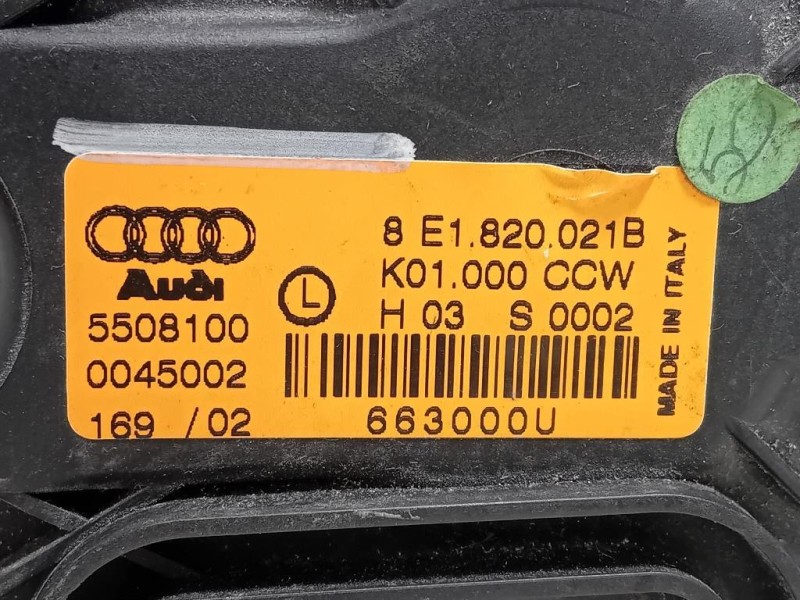 Audi
5508100
0045002
169 / 02
L
8 E1.820.021B
K01.000 CCW
H 03 S 0002
663000U
MADE IN ITALY